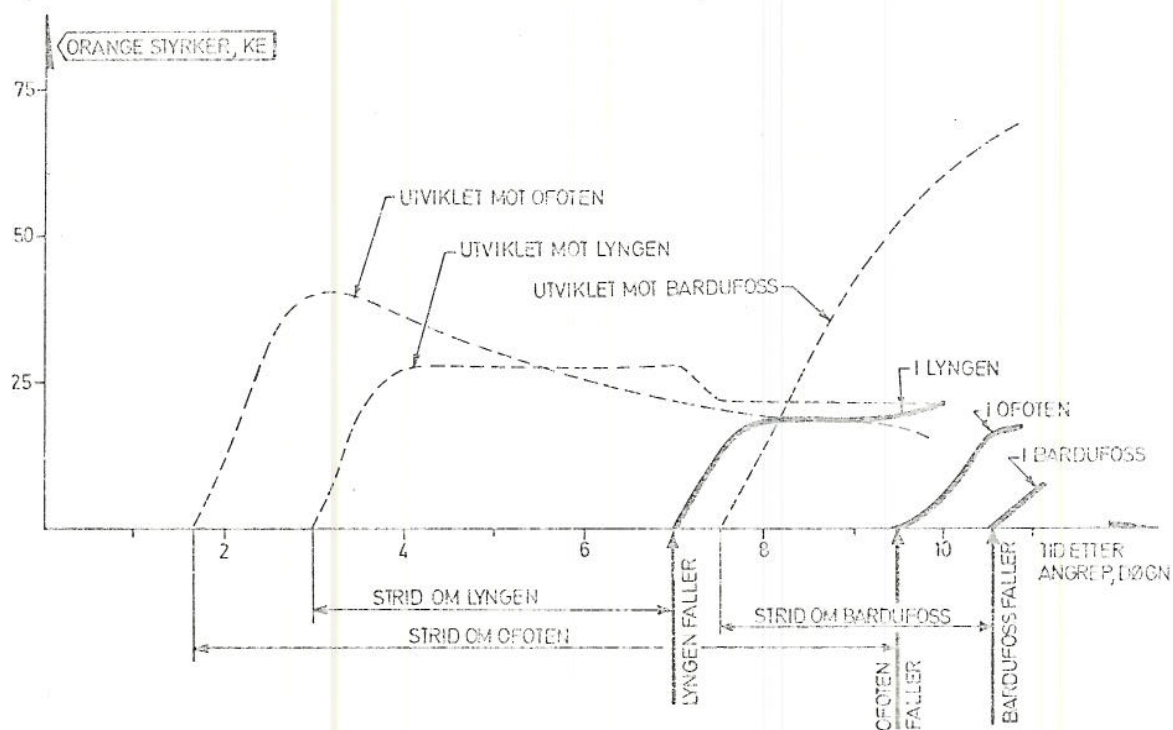 ORANGE STYRKER, KE
75
UTVIKLET MOT OFOTEN
50
UTVIKLET MOT LYNGEN
UTVIKLET MOT BARDUFOSS
25
I LYNGEN
I OFOTEN
I BARDUFOSS
2
4
6
8
10
TID ETTER
ANGREP, DØGN
STRID OM LYNGEN
STRID OM BARDUFOSS
STRID OM OFOTEN
LYNGEN FALLER
OFOTEN
FALLER
BARDUFOSS FALLER